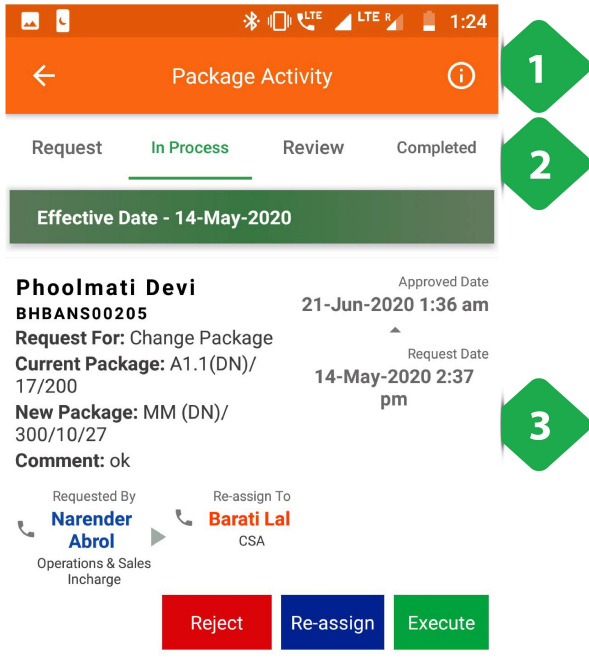 LTE LTE R 1:24
Package Activity
1
Request In Process Review Completed
2
Effective Date - 14-May-2020
Phoolmati Devi
BHBANS00205
Request For: Change Package
Current Package: A1.1(DN)/
17/200
New Package: MM (DN)/
300/10/27
Comment: ok
Approved Date
21-Jun-2020 1:36 am
Request Date
14-May-2020 2:37
pm
3
Requested By
Narender
Abrol
Operations & Sales
Incharge
Re-assign To
Barati Lal
CSA
Reject Re-assign Execute